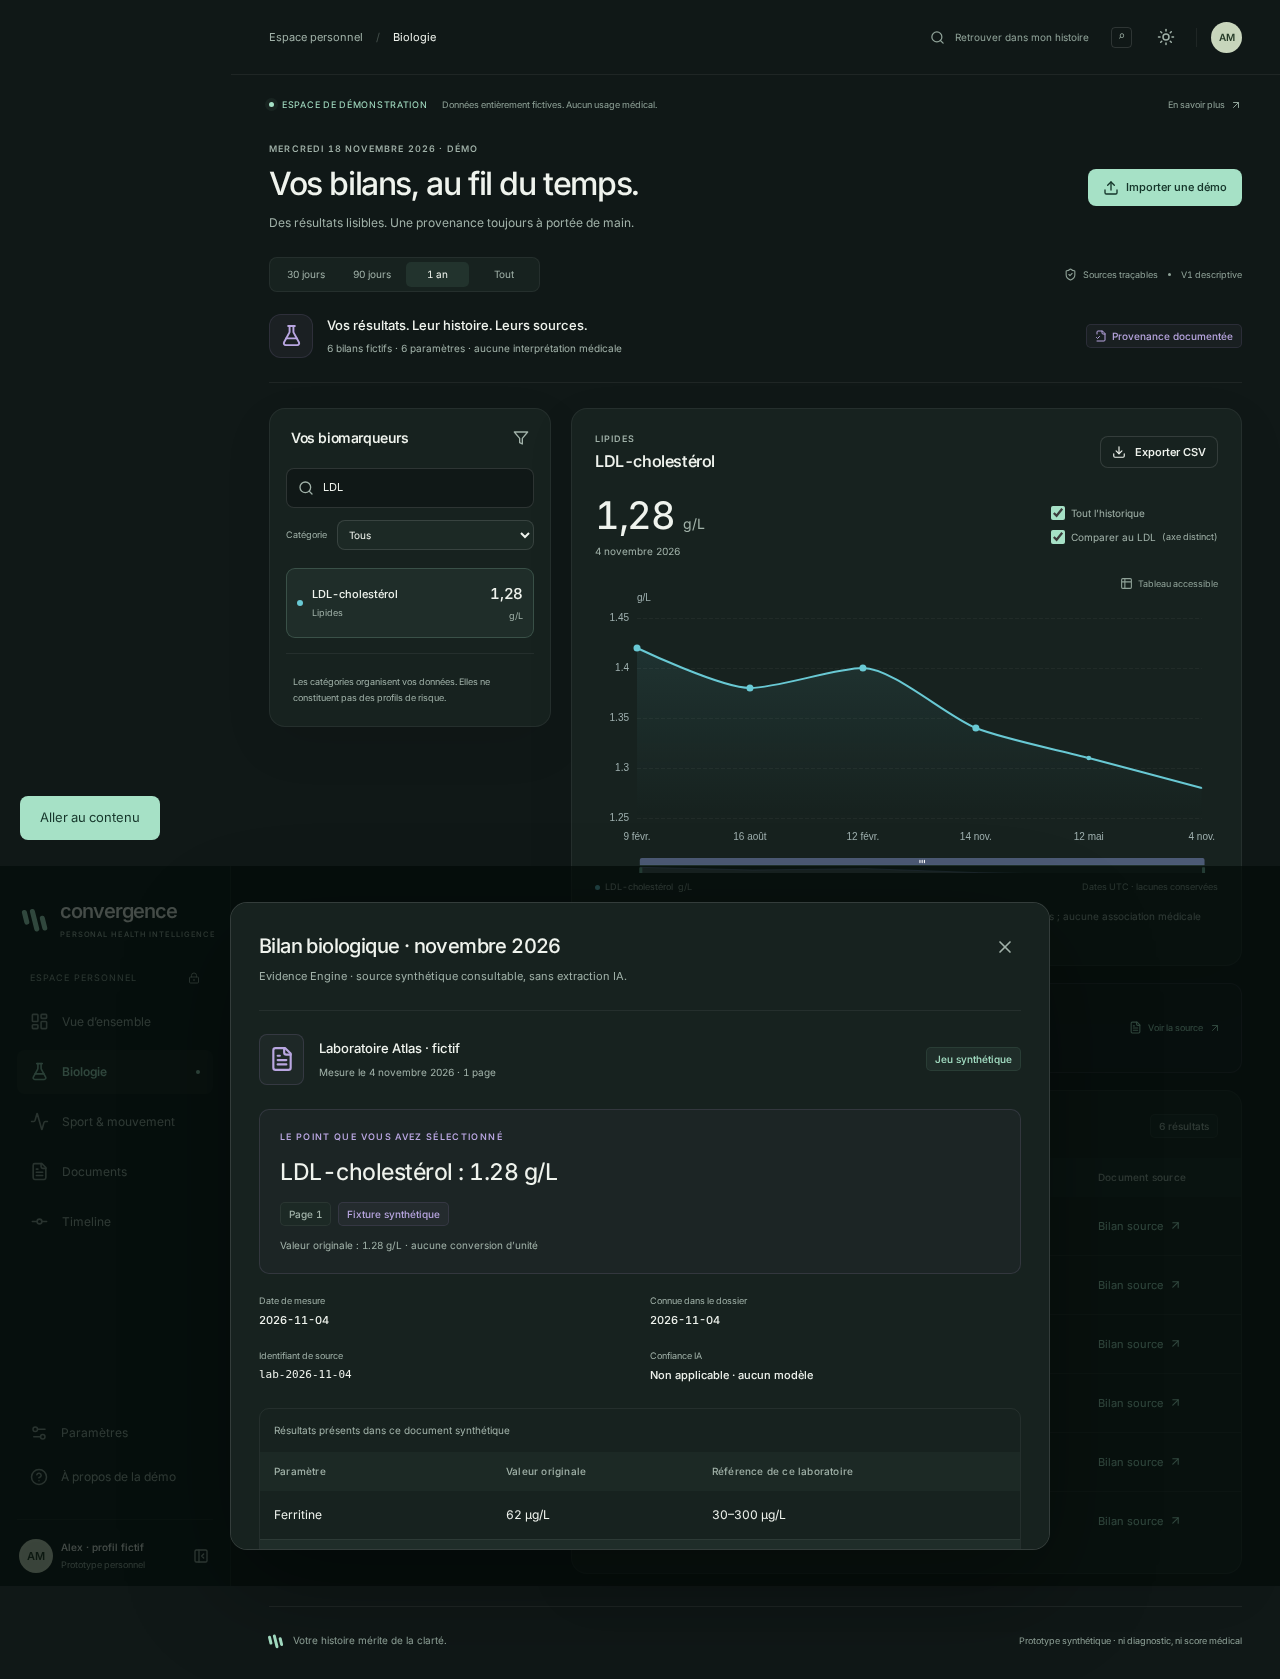 Espace personnel / Biologie
Retrouver dans mon histoire
AM
ESPACE DE DÉMONSTRATION Données entièrement fictives. Aucun usage médical.
En savoir plus
MERCREDI 18 NOVEMBRE 2026 · DÉMO
Vos bilans, au fil du temps.
Des résultats lisibles. Une provenance toujours à portée de main.
Importer une démo
30 jours 90 jours 1 an Tout
Sources traçables • V1 descriptive
Vos résultats. Leur histoire. Leurs sources.
6 bilans fictifs · 6 paramètres · aucune interprétation médicale
Provenance documentée
Vos biomarqueurs
LDL
Catégorie Tous
LDL-cholestérol 1,28
Lipides g/L
Les catégories organisent vos données. Elles ne
constituent pas des profils de risque.
LIPIDES
LDL-cholestérol
Exporter CSV
1,28 g/L
4 novembre 2026
Tout l'historique
Comparer au LDL (axe distinct)
Tableau accessible
g/L
1.45
1.4
1.35
1.3
1.25
9 févr. 16 août 12 févr. 14 nov. 12 mai 4 nov.
LDL-cholestérol g/L
Dates UTC · lacunes conservées
s ; aucune association médicale
Aller au contenu
convergence
PERSONAL HEALTH INTELLIGENCE
ESPACE PERSONNEL
Vue d'ensemble
Biologie
Sport & mouvement
Documents
Timeline
Paramètres
À propos de la démo
AM
Alex · profil fictif
Prototype personnel
Bilan biologique · novembre 2026
Evidence Engine · source synthétique consultable, sans extraction IA.
Laboratoire Atlas · fictif
Mesure le 4 novembre 2026 · 1 page
Jeu synthétique
LE POINT QUE VOUS AVEZ SÉLECTIONNÉ
LDL-cholestérol : 1.28 g/L
Page 1 Fixture synthétique
Valeur originale : 1.28 g/L · aucune conversion d'unité
Date de mesure
2026-11-04
Connue dans le dossier
2026-11-04
Identifiant de source
lab-2026-11-04
Confiance IA
Non applicable · aucun modèle
Résultats présents dans ce document synthétique
Paramètre Valeur originale Référence de ce laboratoire
Ferritine 62 µg/L 30–300 µg/L
Voir la source
6 résultats
Document source
Bilan source
Bilan source
Bilan source
Bilan source
Bilan source
Bilan source
Votre histoire mérite de la clarté.
Prototype synthétique · ni diagnostic, ni score médical